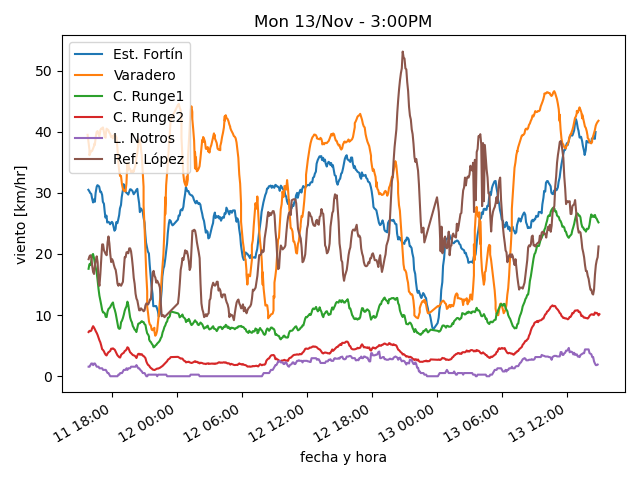 Mon 13/Nov - 3:00PM
Est. Fortín
Varadero
C. Runge1
C. Runge2
L. Notros
Ref. López
viento [km/hr]
50
40
30
20
10
0
11 18:00
12 00:00
12 06:00
12 12:00
12 18:00
13 00:00
13 06:00
13 12:00
fecha y hora